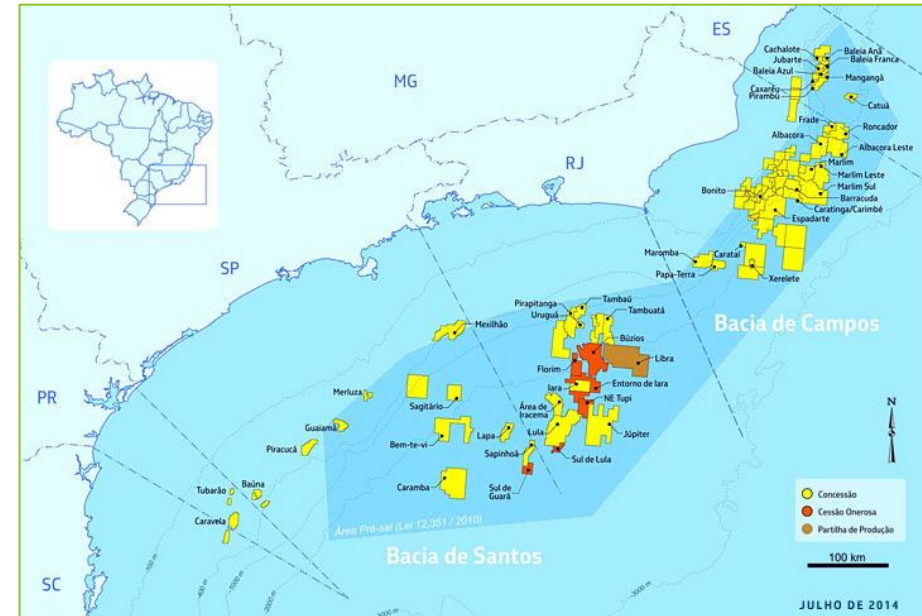 ES
MG
RJ
SP
PR
SC
Cachalote
Baleia Anã
Jubarte
Baleia Franca
Baleia Azul
Mangangá
Caxaréu
Pirambú
Catuá
Frade
Roncador
Albacora
Albacora Leste
Marlim
Marlim Leste
Bonito
Marlim Sul
Barracuda
Caratinga/Carimbé
Espadarte
Maromba
Carataí
Papa-Terra
Xerelete
Bacia de Campos
Pirapitanga
Tambaú
Uruguá
Tambuatá
Mexilhão
Búzios
Libra
Florim
Iara
Entorno de Iara
Merluza
Sagitário
Área de
Iracema
NE Tupi
Guaiamá
Lapa
Lula
Júpiter
Bem-te-vi
Piracucá
Sapinhoá
Sul de Lula
Caramba
Sul de
Guará
Tubarão
Baúna
Caravela
Área Pré-sal (Lei 12.351 / 2010)
Bacia de Santos
N
Concessão
Cessão Onerosa
Partilha de Produção
100 km
JULHO DE 2014
-100 m
-400 m
-1000 m
-2000 m
-3000 m